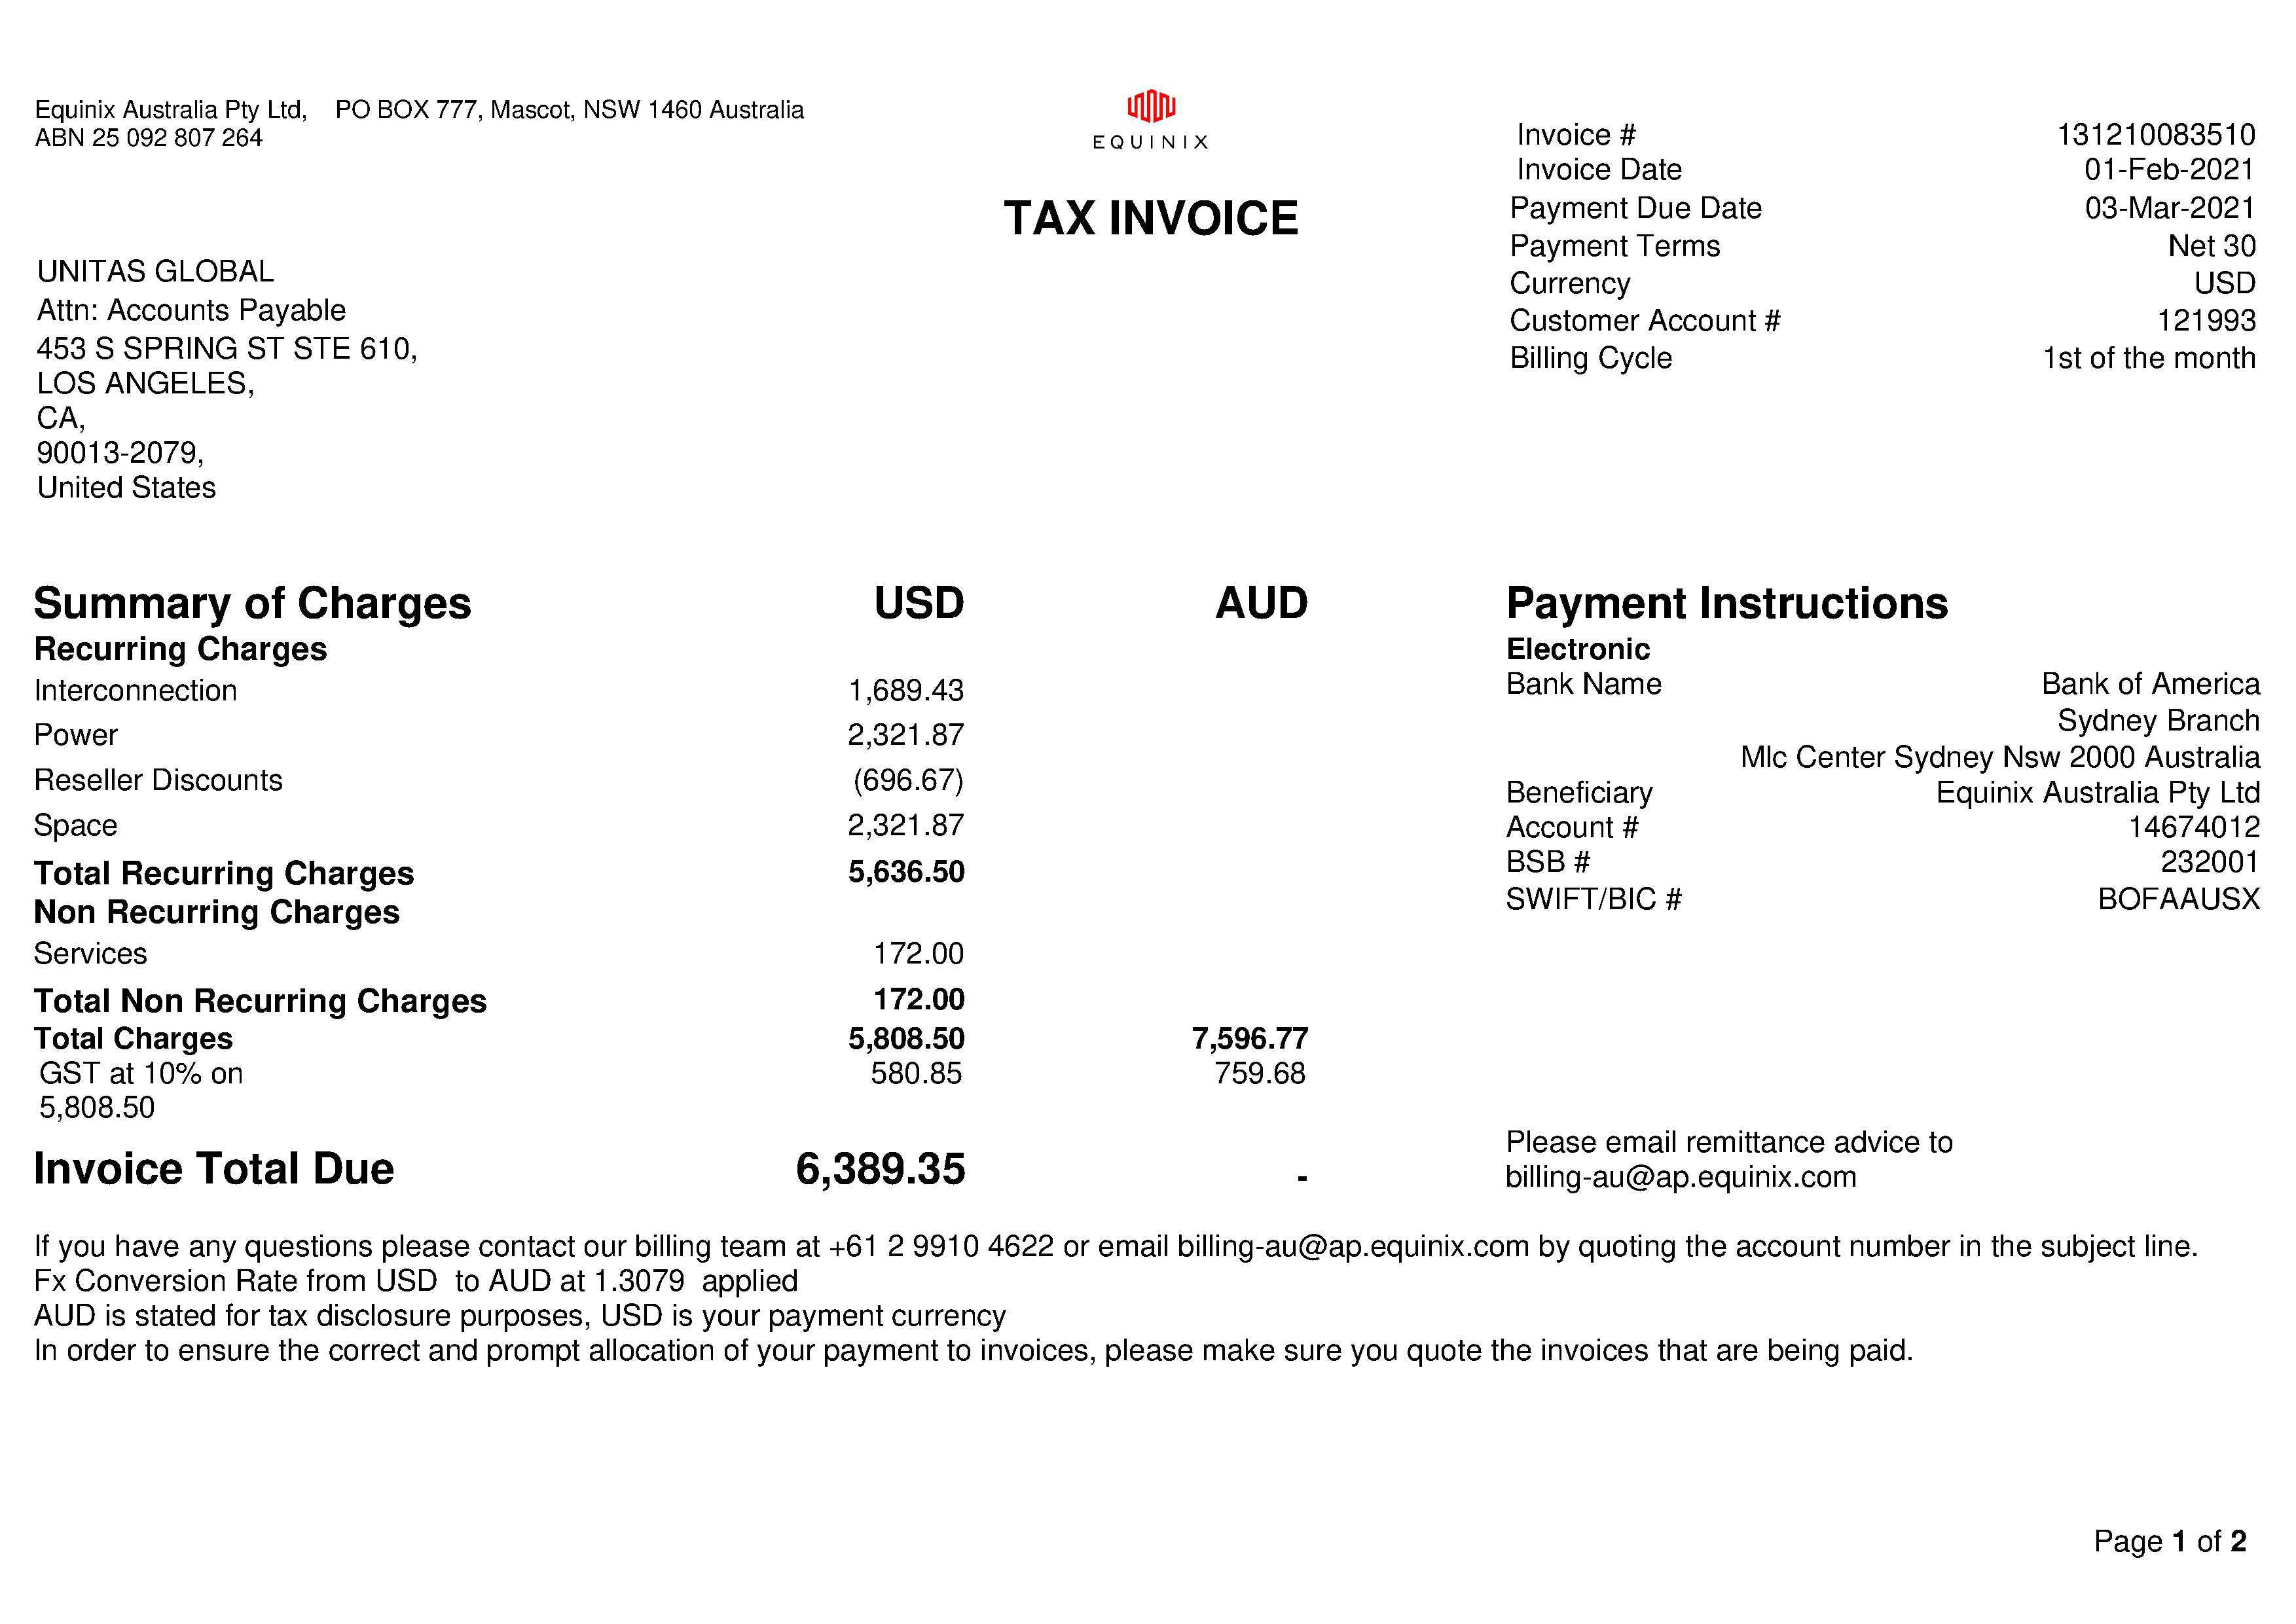 Equinix Australia Pty Ltd, PO BOX 777, Mascot, NSW 1460 Australia
ABN 25 092 807 264
EQUINIX
TAX INVOICE
Invoice # 131210083510
Invoice Date 01-Feb-2021
Payment Due Date 03-Mar-2021
Payment Terms Net 30
Currency USD
Customer Account # 121993
Billing Cycle 1st of the month
UNITAS GLOBAL
Attn: Accounts Payable
453 S SPRING ST STE 610,
LOS ANGELES,
CA,
90013-2079,
United States
Summary of Charges USD AUD
Recurring Charges
Interconnection 1,689.43
Power 2,321.87
Reseller Discounts (696.67)
Space 2,321.87
Total Recurring Charges 5,636.50
Non Recurring Charges
Services 172.00
Total Non Recurring Charges 172.00
Total Charges 5,808.50 7,596.77
GST at 10% on 580.85 759.68
5,808.50
Invoice Total Due 6,389.35 -
Payment Instructions
Electronic
Bank Name Bank of America
Sydney Branch
Mlc Center Sydney Nsw 2000 Australia
Beneficiary Equinix Australia Pty Ltd
Account # 14674012
BSB # 232001
SWIFT/BIC # BOFAAUSX
Please email remittance advice to
billing-au@ap.equinix.com
If you have any questions please contact our billing team at +61 2 9910 4622 or email billing-au@ap.equinix.com by quoting the account number in the subject line.
Fx Conversion Rate from USD to AUD at 1.3079 applied
AUD is stated for tax disclosure purposes, USD is your payment currency
In order to ensure the correct and prompt allocation of your payment to invoices, please make sure you quote the invoices that are being paid.
Page 1 of 2